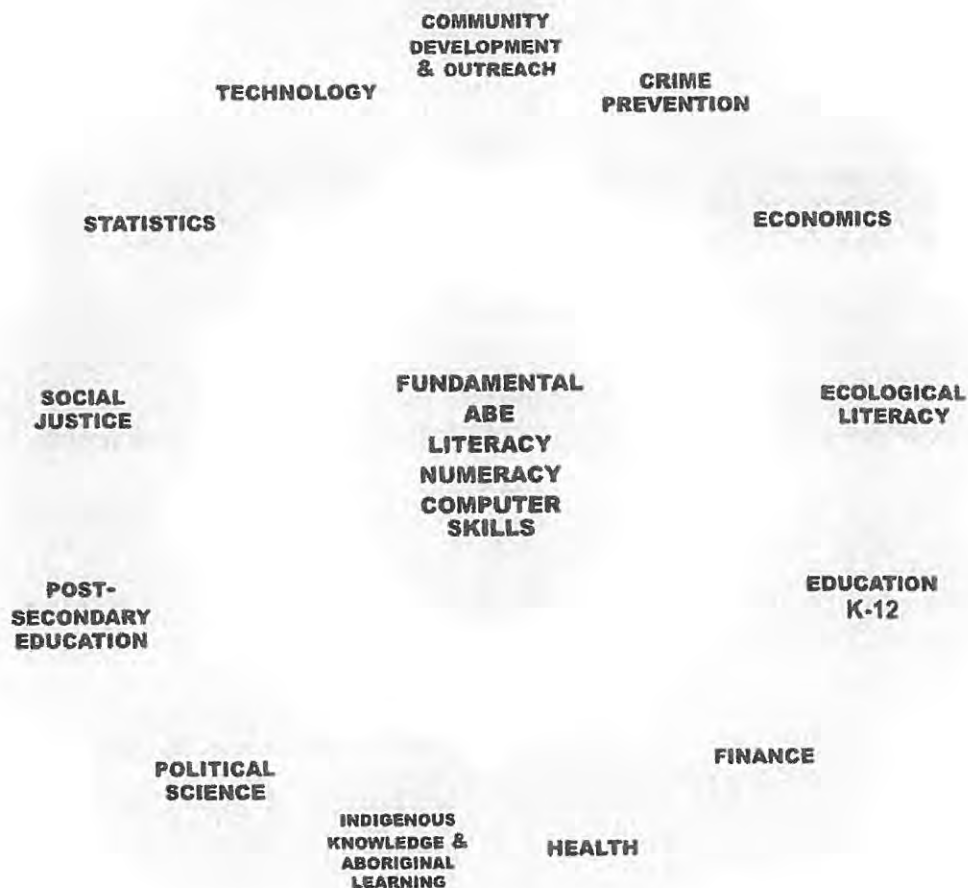 COMMUNITY
DEVELOPMENT
& OUTREACH
TECHNOLOGY
CRIME
PREVENTION
STATISTICS
ECONOMICS
SOCIAL
JUSTICE
FUNDAMENTAL
ABE
LITERACY
NUMERACY
COMPUTER
SKILLS
ECOLOGICAL
LITERACY
POST-
SECONDARY
EDUCATION
EDUCATION
K-12
POLITICAL
SCIENCE
FINANCE
INDIGENOUS
KNOWLEDGE &
ABORIGINAL
LEARNING
HEALTH